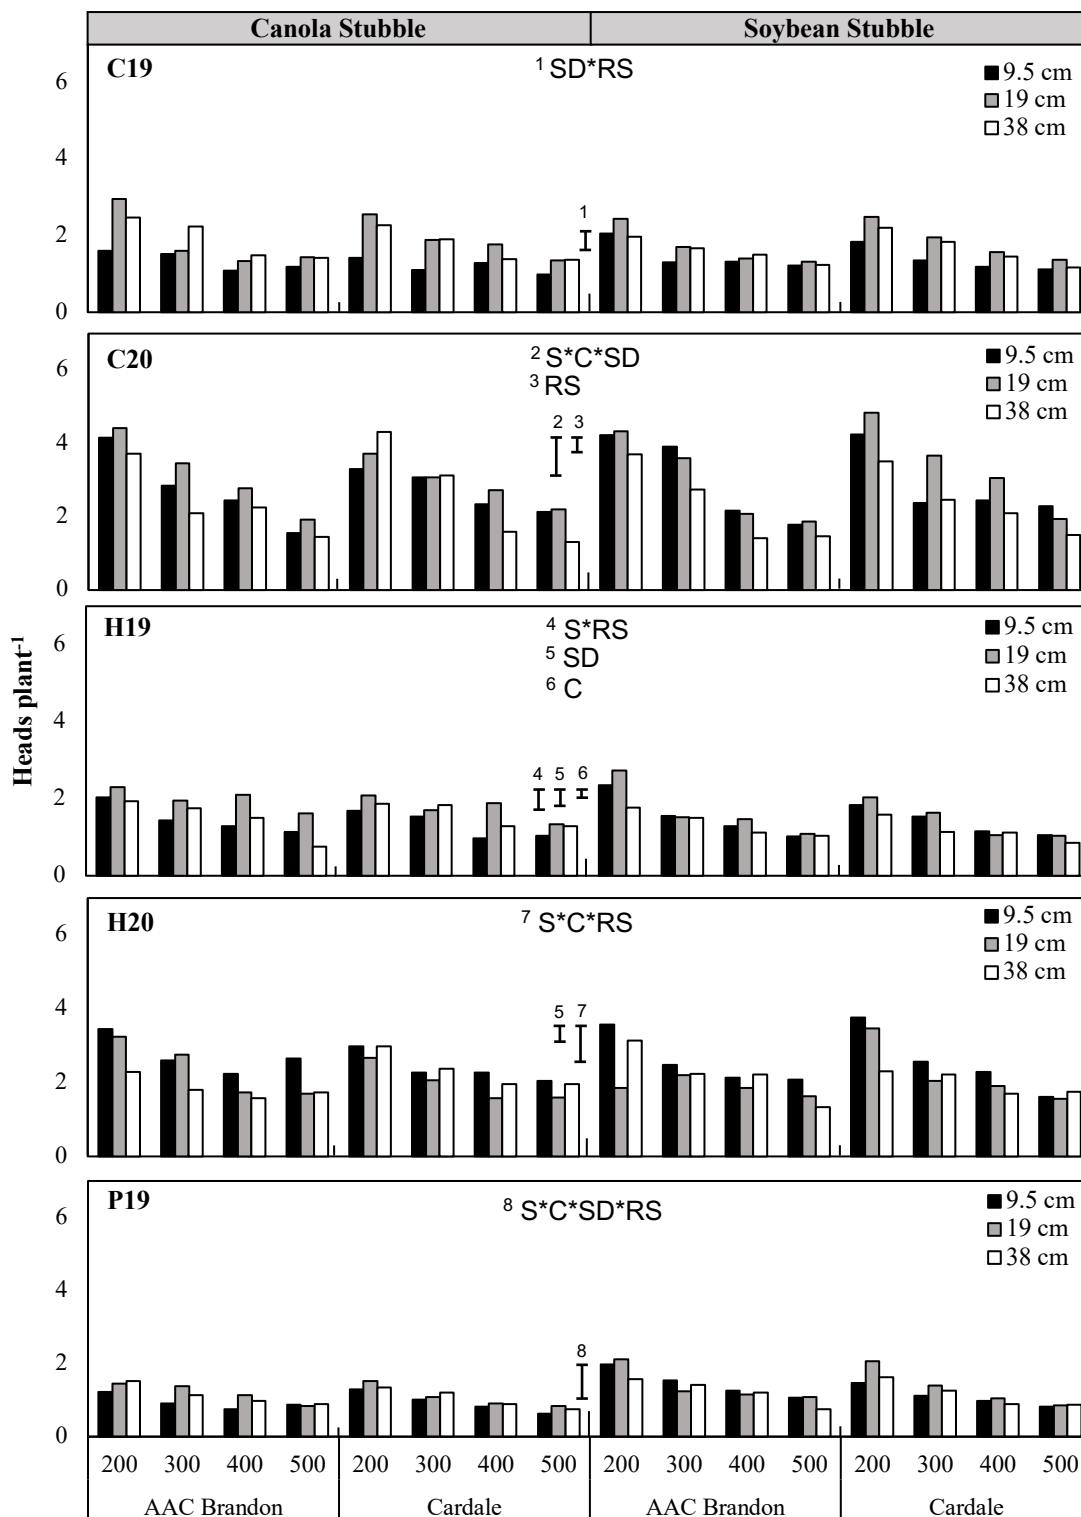 Canola Stubble Soybean Stubble
C19 ¹ SD*RS
9.5 cm
19 cm
38 cm
6
4
2
0
1
C20 ² S*C*SD
³ RS
9.5 cm
19 cm
38 cm
6
4
2
0
2 3
H19 ⁴ S*RS
⁵ SD
⁶ C
9.5 cm
19 cm
38 cm
6
4
2
0
4 5 6
Heads plant⁻¹
H20 ⁷ S*C*RS
9.5 cm
19 cm
38 cm
6
4
2
0
5 7
P19 ⁸ S*C*SD*RS
9.5 cm
19 cm
38 cm
6
4
2
0
8
200 300 400 500 200 300 400 500 200 300 400 500 200 300 400 500
AAC Brandon Cardale AAC Brandon Cardale